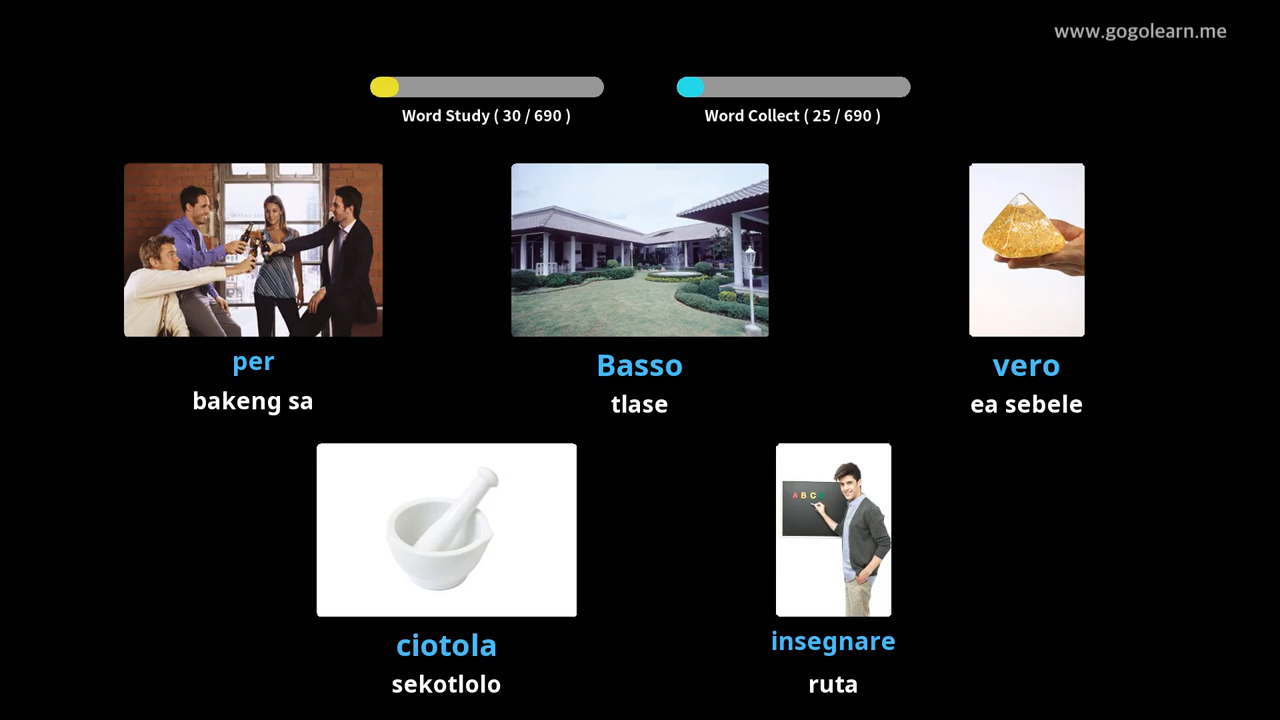 www.gogolearn.me
Word Study ( 30 / 690 )
Word Collect ( 25 / 690 )
per
bakeng sa
Basso
tlase
vero
ea sebele
A B C
ciotola
sekotlolo
insegnare
ruta